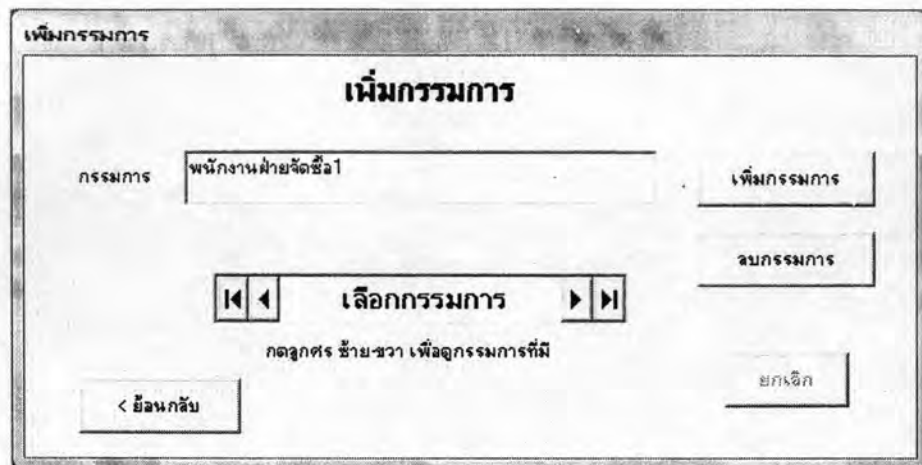 เพิ่มกรรมการ
เพิ่มกรรมการ
กรรมการ
พนักงานฝ่ายจัดซื้อ1
เพิ่มกรรมการ
ลบกรรมการ
เลือกกรรมการ
กดลูกศร ซ้าย-ขวา เพื่อดูกรรมการที่มี
ยกเลิก
< ย้อนกลับ